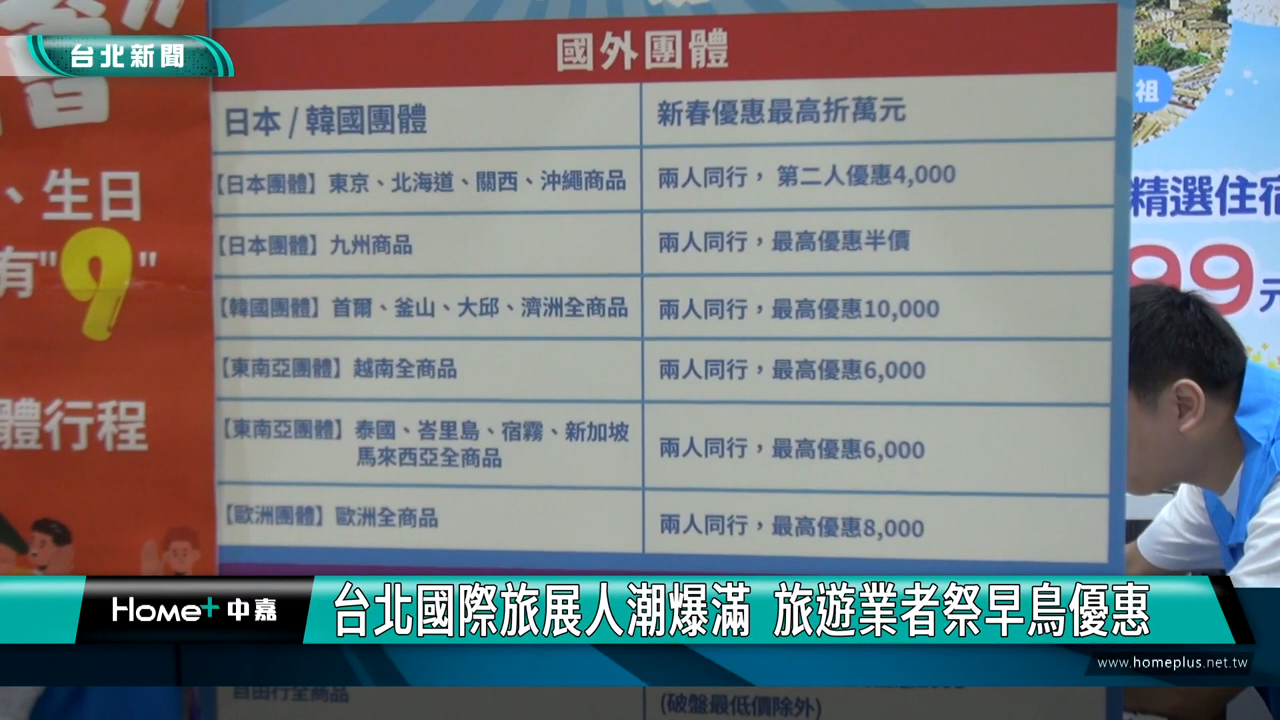 台北新聞
國外團體
日本 / 韓國團體
新春優惠最高折萬元
【日本團體】東京、北海道、關西、沖繩商品
兩人同行， 第二人優惠4,000
【日本團體】九州商品
兩人同行，最高優惠半價
【韓國團體】首爾、釜山、大邱、濟洲全商品
兩人同行，最高優惠10,000
【東南亞團體】越南全商品
兩人同行，最高優惠6,000
【東南亞團體】泰國、峇里島、宿霧、新加坡
馬來西亞全商品
兩人同行，最高優惠6,000
【歐洲團體】歐洲全商品
兩人同行，最高優惠8,000
、生日
有"9"
體行程
祖
精選住宿
99元
Home+ 中嘉
台北國際旅展人潮爆滿 旅遊業者祭早鳥優惠
www.homeplus.net.tw
自由行全商品
(破盤最低價除外)